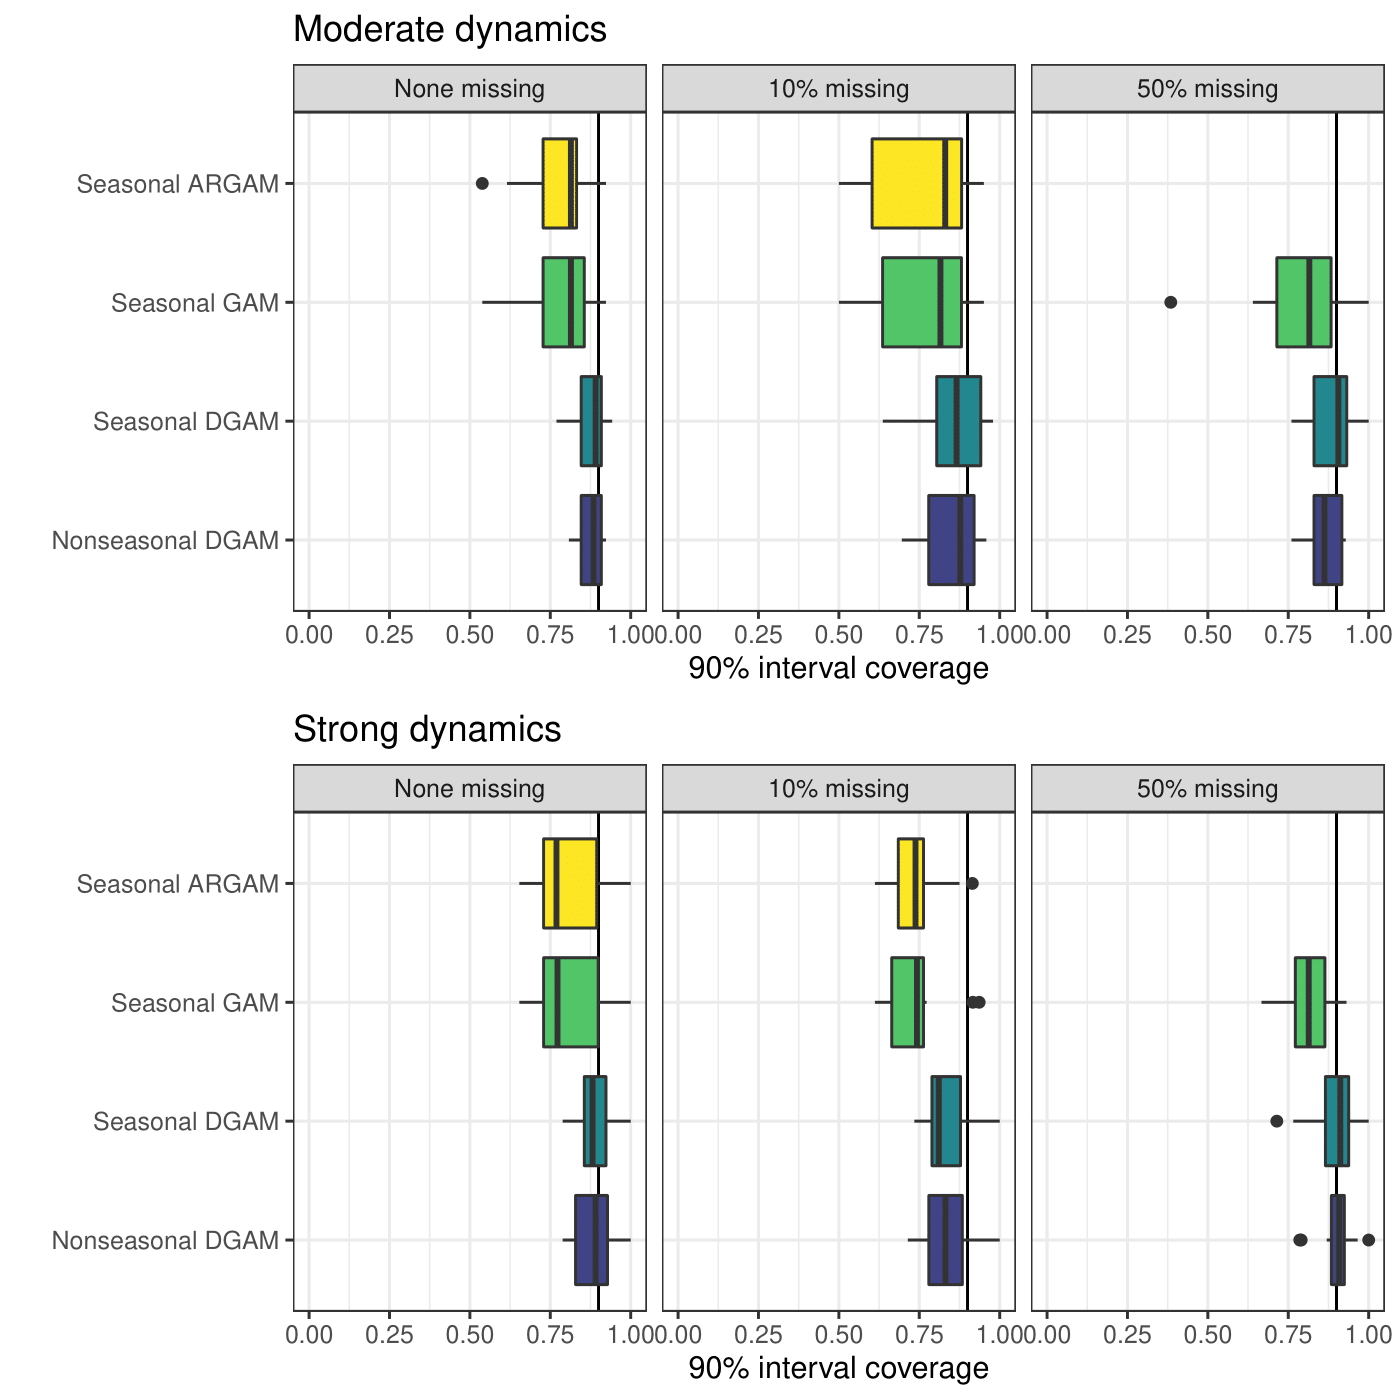 Moderate dynamics
None missing 10% missing 50% missing
Seasonal ARGAM
Seasonal GAM
Seasonal DGAM
Nonseasonal DGAM
0.00 0.25 0.50 0.75 1.00 0.00 0.25 0.50 0.75 1.00 0.00 0.25 0.50 0.75 1.00
90% interval coverage
Strong dynamics
None missing 10% missing 50% missing
Seasonal ARGAM
Seasonal GAM
Seasonal DGAM
Nonseasonal DGAM
0.00 0.25 0.50 0.75 1.00 0.00 0.25 0.50 0.75 1.00 0.00 0.25 0.50 0.75 1.00
90% interval coverage